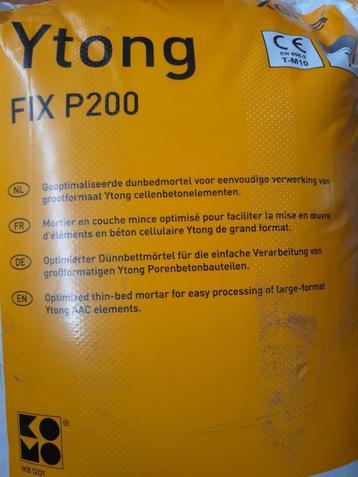 Ytong
FIX P200
CE
EN 998-2
T-M10
NL
Geoptimaliseerde dunbedmortel voor eenvoudige verwerking van
grootformaat Ytong cellenbetonelementen.
FR
Mortier en couche mince optimisé pour faciliter la mise en œuvre
d'éléments en béton cellulaire Ytong de grand format.
DE
Optimierter Dünnbettmörtel für die einfache Verarbeitung von
großformatigen Ytong Porenbetonbauteilen.
EN
Optimized thin-bed mortar for easy processing of large-format
Ytong AAC elements.
KOMO®
IKB 1201